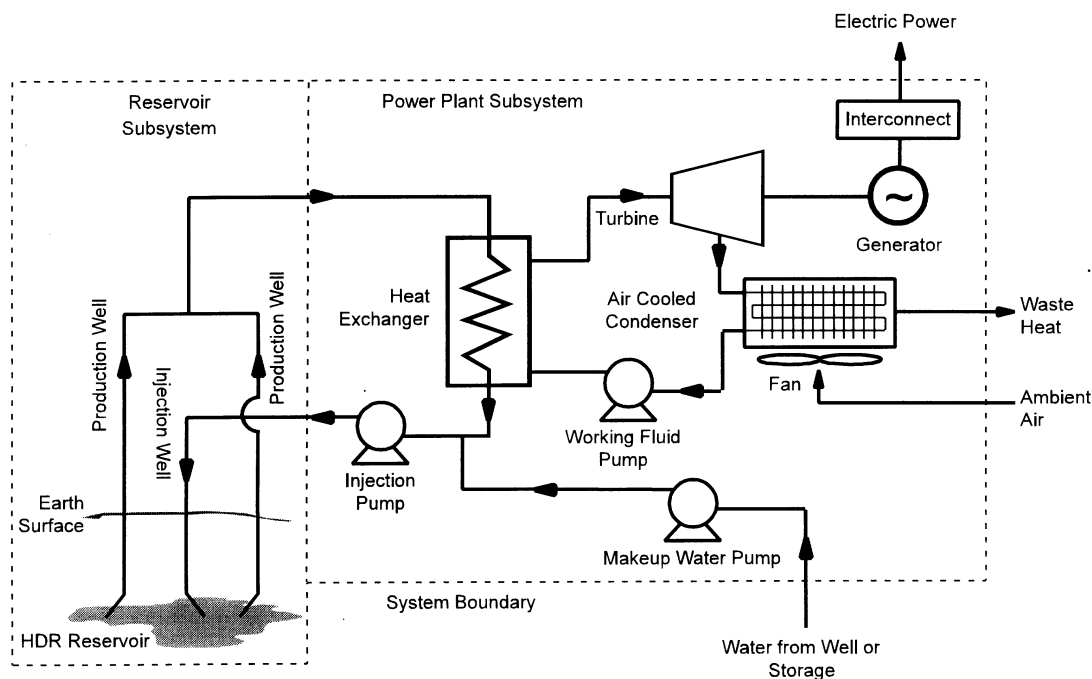 Electric Power
Reservoir
Subsystem
Power Plant Subsystem
Interconnect
~
Turbine
Generator
Heat
Exchanger
Air Cooled
Condenser
Waste
Heat
Production Well
Injection Well
Production Well
Fan
Ambient
Air
Working Fluid
Pump
Injection
Pump
Earth
Surface
Makeup Water Pump
System Boundary
HDR Reservoir
Water from Well or
Storage